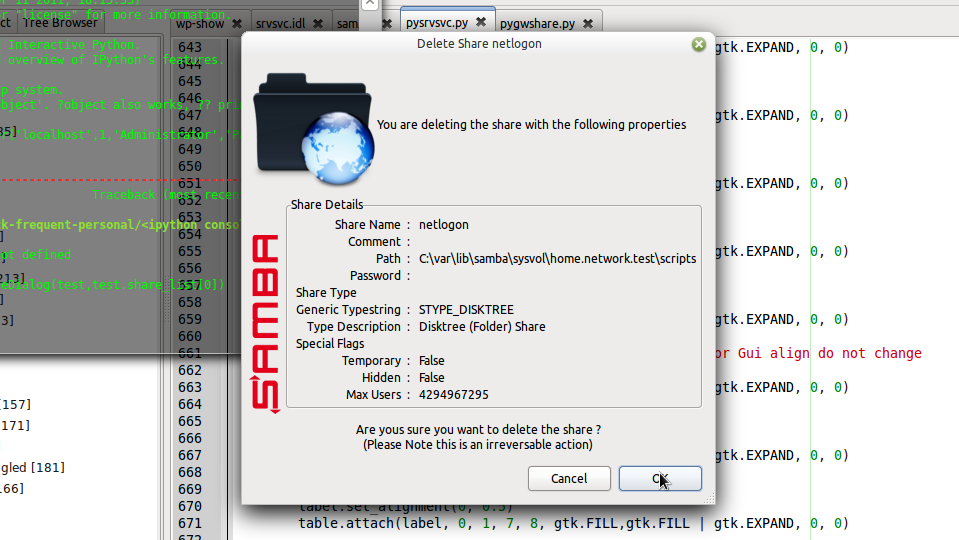 11 2011, 18:15:53)
"license" for more information.
ct
Tree Browser
wp-show
srvsvc.idl
sam
pysrvsvc.py
pygwshare.py
Interactive Python.
overview of IPython's features.
p system.
object'. ?object also works, ??
35]
'localhost',1,'Administrator',
Traceback (most recen
k-frequent-personal/<ipython conso
]
ot defined
213]
eDialog(test,test.share_list[0])
]
3]
[157]
171]
gled [181]
166]
643
644
645
646
647
648
649
650
651
652
653
654
655
656
657
658
659
660
661
662
663
664
665
666
667
668
669
670
671
672
gtk.EXPAND, 0, 0)
gtk.EXPAND, 0, 0)
gtk.EXPAND, 0, 0)
gtk.EXPAND, 0, 0)
gtk.EXPAND, 0, 0)
or Gui align do not change
gtk.EXPAND, 0, 0)
gtk.EXPAND, 0, 0)
label.set_alignment(0, 0.5)
table.attach(label, 0, 1, 7, 8, gtk.FILL,gtk.FILL | gtk.EXPAND, 0, 0)
Delete Share netlogon
You are deleting the share with the following properties
Share Details
SAMBA
Share Name : netlogon
Comment :
Path : C:\var\lib\samba\sysvol\home.network.test\scripts
Password :
Share Type
Generic Typestring : STYPE_DISKTREE
Type Description : Disktree (Folder) Share
Special Flags
Temporary : False
Hidden : False
Max Users : 4294967295
Are yous sure you want to delete the share ?
(Please Note this is an irreversable action)
Cancel
OK